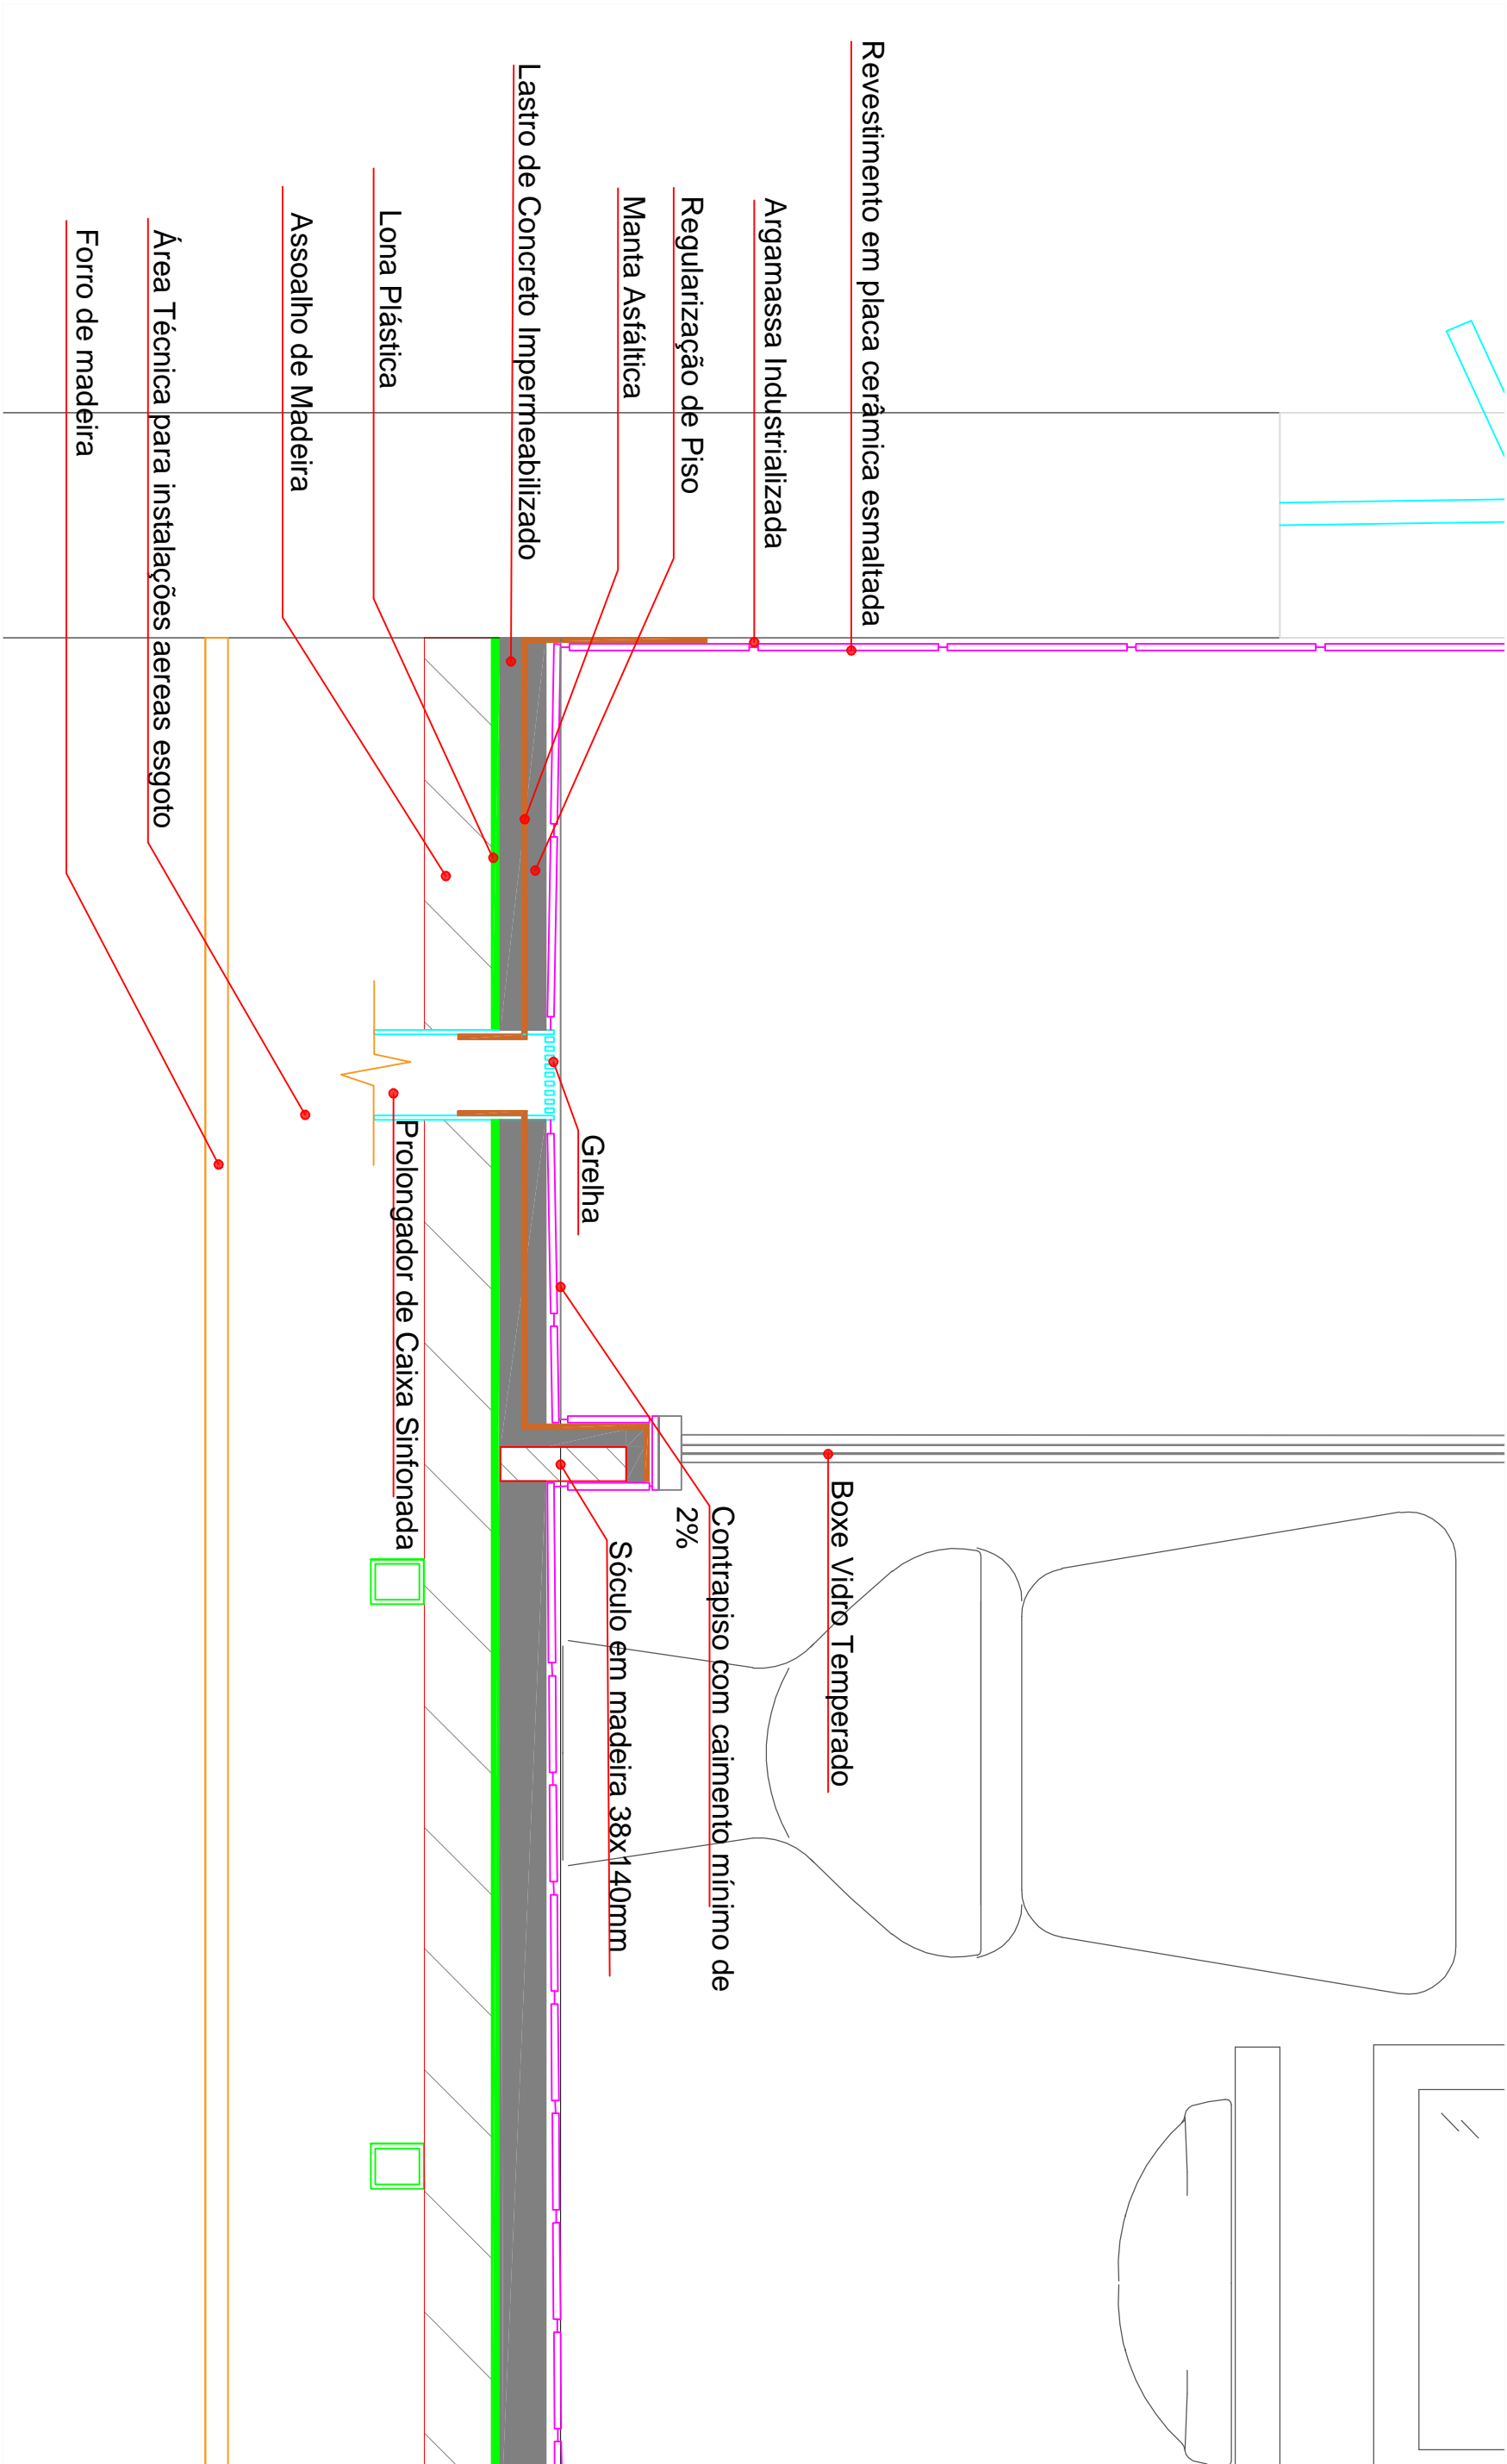 Revestimento em placa cerâmica esmaltada
Argamassa Industrializada
Regularização de Piso
Manta Asfáltica
Lastro de Concreto Impermeabilizado
Lona Plástica
Assoalho de Madeira
Área Técnica para instalações aereas esgoto
Forro de madeira
Grelha
Prolongador de Caixa Sinfonada
Boxe Vidro Temperado
Contrapiso com caimento mínimo de
2%
Sóculo em madeira 38x140mm